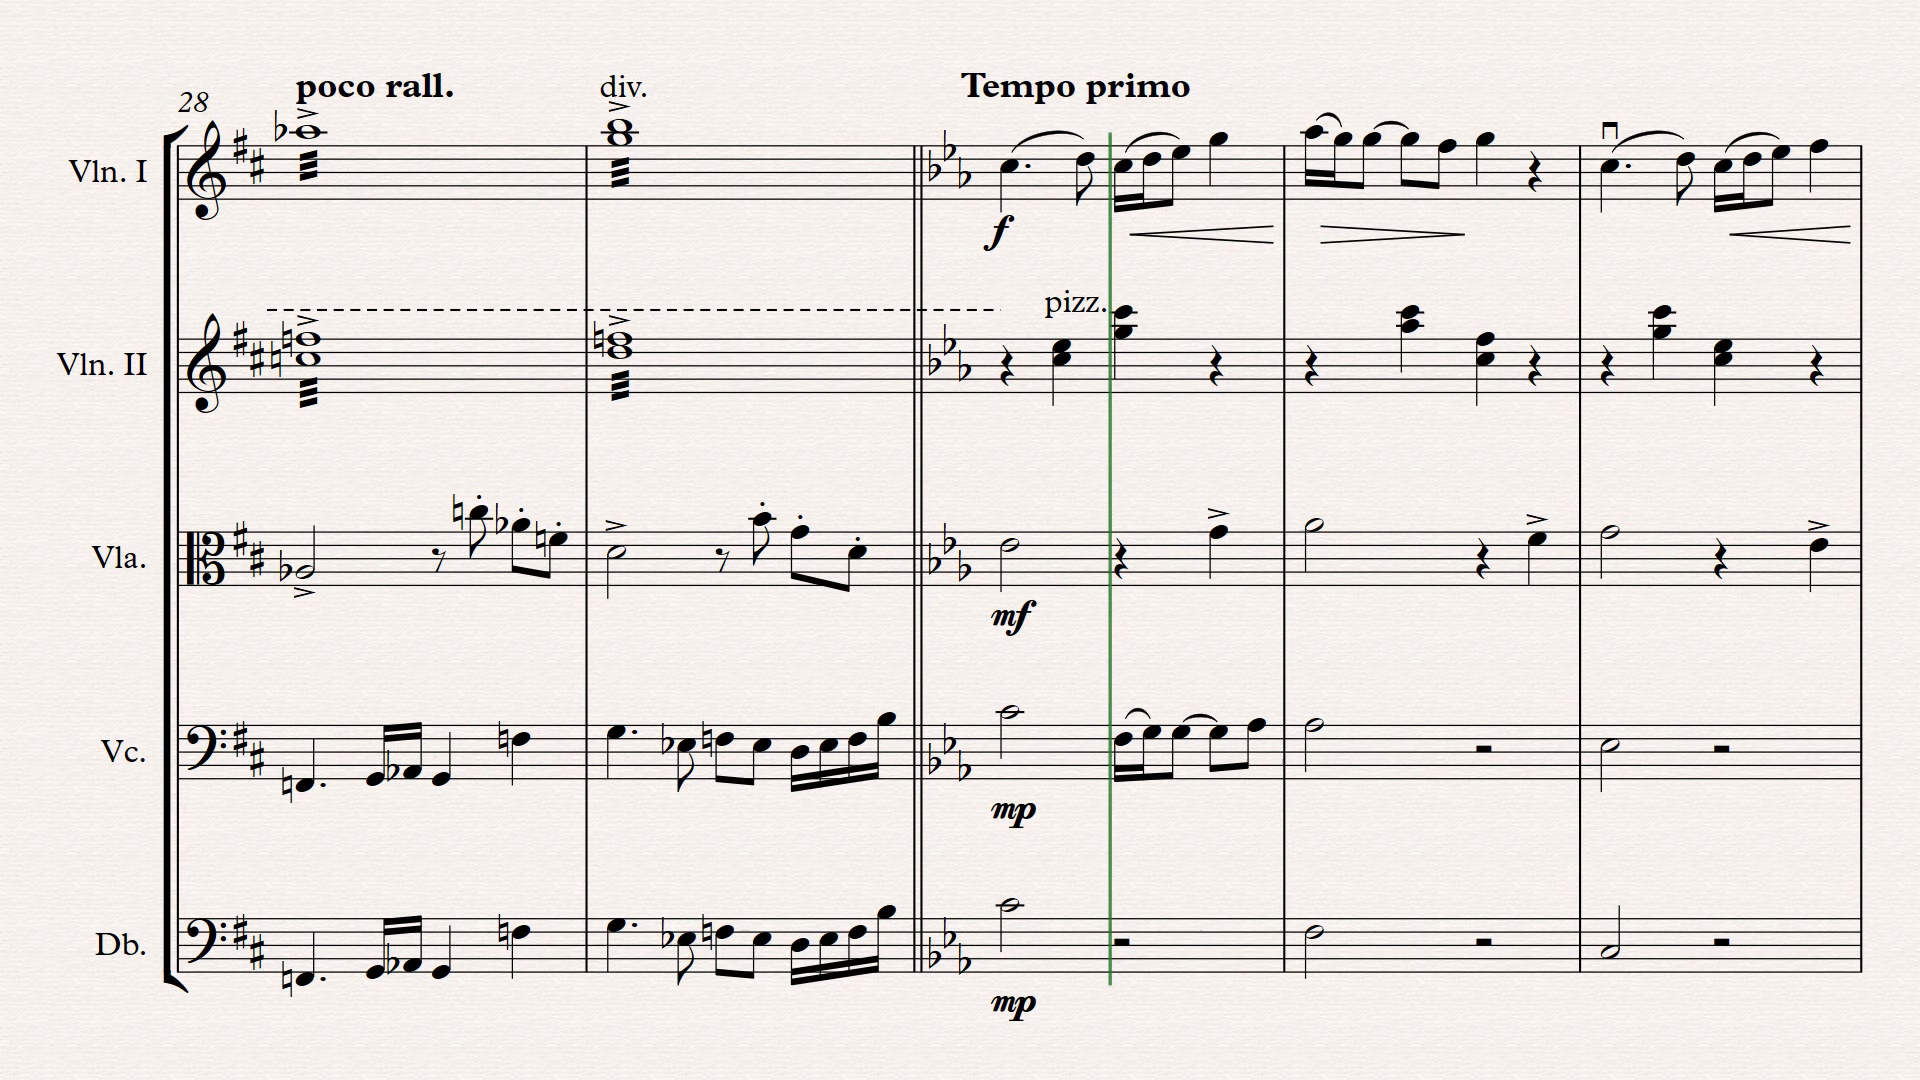 28
poco rall.
div.
Tempo primo
Vln. I
f
pizz.
Vln. II
Vla.
mf
Vc.
mp
Db.
mp